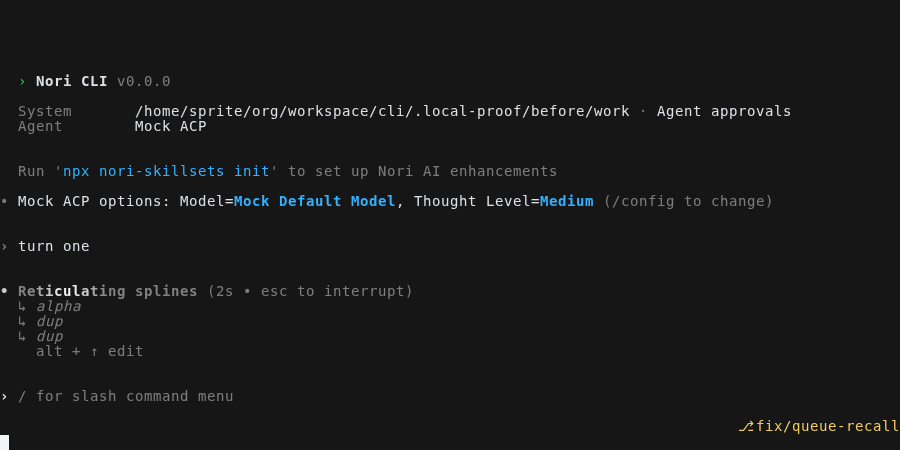 › Nori CLI v0.0.0
System /home/sprite/org/workspace/cli/.local-proof/before/work · Agent approvals
Agent Mock ACP
Run 'npx nori-skillsets init' to set up Nori AI enhancements
• Mock ACP options: Model=Mock Default Model, Thought Level=Medium (/config to change)
› turn one
• Reticulating splines (2s • esc to interrupt)
↳ alpha
↳ dup
↳ dup
alt + ↑ edit
› / for slash command menu
⎇fix/queue-recall